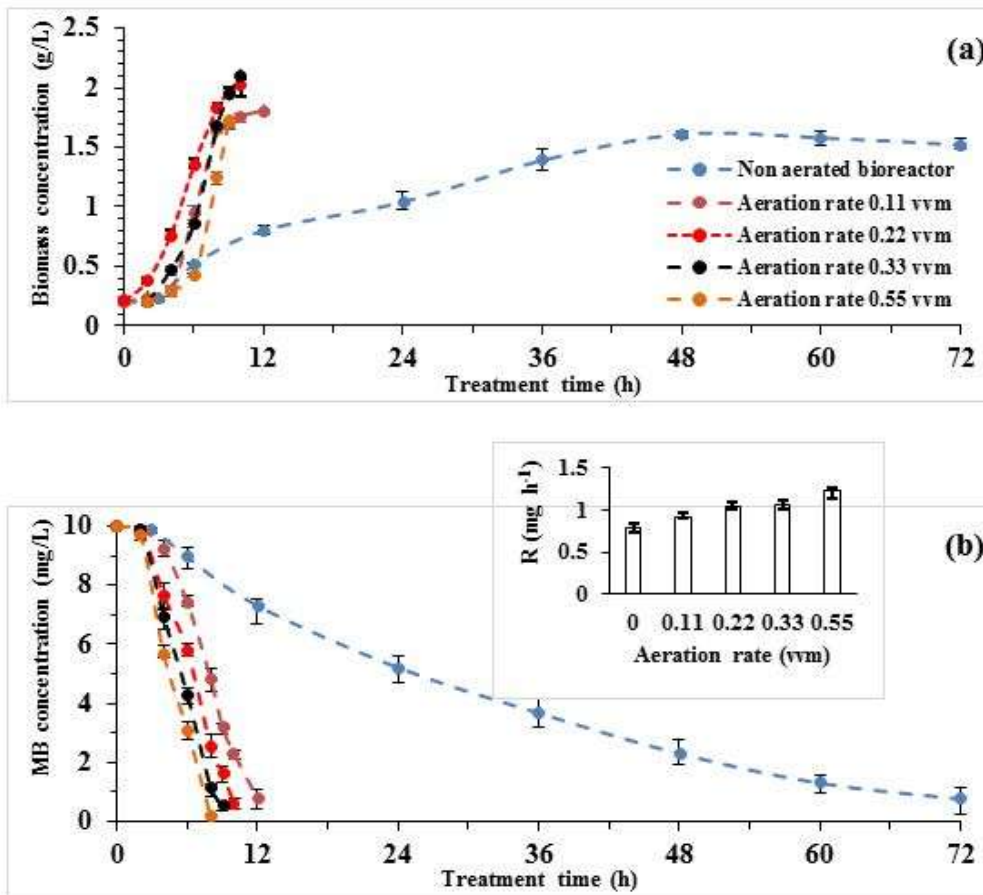 2.5
2
1.5
1
0.5
0
Biomass concentration (g/L)
(a)
Non aerated bioreactor
Aeration rate 0.11 vvm
Aeration rate 0.22 vvm
Aeration rate 0.33 vvm
Aeration rate 0.55 vvm
0 12 24 36 48 60 72
Treatment time (h)
1.5
1
0.5
0
R (mg h-1)
0 0.11 0.22 0.33 0.55
Aeration rate (vvm)
(b)
10
8
6
4
2
0
MB concentration (mg/L)
0 12 24 36 48 60 72
Treatment time (h)